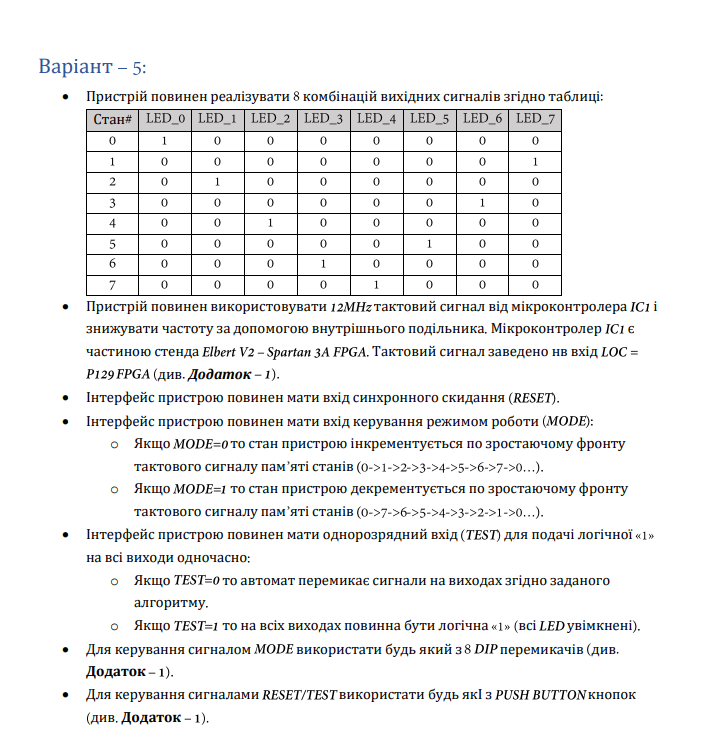 Варіант – 5:
• Пристрій повинен реалізувати 8 комбінацій вихідних сигналів згідно таблиці:
Стан# LED_0 LED_1 LED_2 LED_3 LED_4 LED_5 LED_6 LED_7
0 1 0 0 0 0 0 0 0
1 0 0 0 0 0 0 0 1
2 0 1 0 0 0 0 0 0
3 0 0 0 0 0 0 1 0
4 0 0 1 0 0 0 0 0
5 0 0 0 0 0 1 0 0
6 0 0 0 1 0 0 0 0
7 0 0 0 0 1 0 0 0
• Пристрій повинен використовувати 12MHz тактовий сигнал від мікроконтролера IC1 і
знижувати частоту за допомогою внутрішнього подільника. Мікроконтролер IC1 є
частиною стенда Elbert V2 – Spartan 3A FPGA. Тактовий сигнал заведено нв вхід LOC =
P129 FPGA (див. Додаток – 1).
• Інтерфейс пристрою повинен мати вхід синхронного скидання (RESET).
• Інтерфейс пристрою повинен мати вхід керування режимом роботи (MODE):
o Якщо MODE=0 то стан пристрою інкрементується по зростаючому фронту
тактового сигналу пам’яті станів (0->1->2->3->4->5->6->7->0…).
o Якщо MODE=1 то стан пристрою декрементується по зростаючому фронту
тактового сигналу пам’яті станів (0->7->6->5->4->3->2->1->0…).
• Інтерфейс пристрою повинен мати однорозрядний вхід (TEST) для подачі логічної «1»
на всі виходи одночасно:
o Якщо TEST=0 то автомат перемикає сигнали на виходах згідно заданого
алгоритму.
o Якщо TEST=1 то на всіх виходах повинна бути логічна «1» (всі LED увімкнені).
• Для керування сигналом MODE використати будь який з 8 DIP перемикачів (див.
Додаток – 1).
• Для керування сигналами RESET/TEST використати будь якІ з PUSH BUTTON кнопок
(див. Додаток – 1).